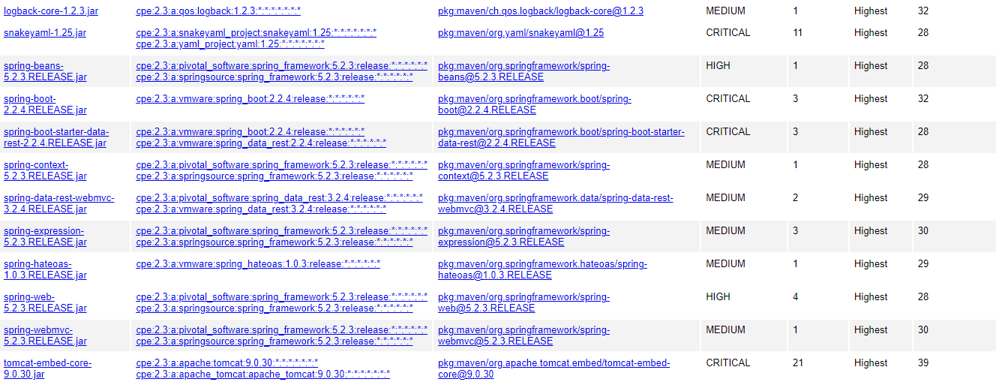 logback-core-1.2.3.jar cpe:2.3:a:qos:logback:1.2.3:*:*:*:*:*:*:* pkg:maven/ch.qos.logback/logback-core@1.2.3 MEDIUM 1 Highest 32
snakeyaml-1.25.jar cpe:2.3:a:snakeyaml_project:snakeyaml:1.25:*:*:*:*:*:*:* pkg:maven/org.yaml/snakeyaml@1.25 CRITICAL 11 Highest 28
cpe:2.3:a:yaml_project:yaml:1.25:*:*:*:*:*:*:*
spring-beans- cpe:2.3:a:pivotal_software:spring_framework:5.2.3:release:*:*:*:*:*:* pkg:maven/org.springframework/spring- HIGH 1 Highest 28
5.2.3.RELEASE.jar cpe:2.3:a:springsource:spring_framework:5.2.3:release:*:*:*:*:*:* beans@5.2.3.RELEASE
spring-boot- cpe:2.3:a:vmware:spring_boot:2.2.4:release:*:*:*:*:*:* pkg:maven/org.springframework.boot/spring- CRITICAL 3 Highest 32
2.2.4.RELEASE.jar boot@2.2.4.RELEASE
spring-boot-starter-data- cpe:2.3:a:vmware:spring_boot:2.2.4:release:*:*:*:*:*:* pkg:maven/org.springframework.boot/spring-boot-starter- CRITICAL 3 Highest 28
rest-2.2.4.RELEASE.jar cpe:2.3:a:vmware:spring_data_rest:2.2.4:release:*:*:*:*:*:* data-rest@2.2.4.RELEASE
spring-context- cpe:2.3:a:pivotal_software:spring_framework:5.2.3:release:*:*:*:*:*:* pkg:maven/org.springframework/spring- MEDIUM 1 Highest 28
5.2.3.RELEASE.jar cpe:2.3:a:springsource:spring_framework:5.2.3:release:*:*:*:*:*:* context@5.2.3.RELEASE
spring-data-rest-webmvc- cpe:2.3:a:pivotal_software:spring_data_rest:3.2.4:release:*:*:*:*:*:* pkg:maven/org.springframework.data/spring-data-rest- MEDIUM 2 Highest 29
3.2.4.RELEASE.jar cpe:2.3:a:vmware:spring_data_rest:3.2.4:release:*:*:*:*:*:* webmvc@3.2.4.RELEASE
spring-expression- cpe:2.3:a:pivotal_software:spring_framework:5.2.3:release:*:*:*:*:*:* pkg:maven/org.springframework/spring- MEDIUM 3 Highest 30
5.2.3.RELEASE.jar cpe:2.3:a:springsource:spring_framework:5.2.3:release:*:*:*:*:*:* expression@5.2.3.RELEASE
spring-hateoas- cpe:2.3:a:vmware:spring_hateoas:1.0.3:release:*:*:*:*:*:* pkg:maven/org.springframework.hateoas/spring- MEDIUM 1 Highest 29
1.0.3.RELEASE.jar hateoas@1.0.3.RELEASE
spring-web- cpe:2.3:a:pivotal_software:spring_framework:5.2.3:release:*:*:*:*:*:* pkg:maven/org.springframework/spring- HIGH 4 Highest 28
5.2.3.RELEASE.jar cpe:2.3:a:springsource:spring_framework:5.2.3:release:*:*:*:*:*:* web@5.2.3.RELEASE
spring-webmvc- cpe:2.3:a:pivotal_software:spring_framework:5.2.3:release:*:*:*:*:*:* pkg:maven/org.springframework/spring- MEDIUM 1 Highest 30
5.2.3.RELEASE.jar cpe:2.3:a:springsource:spring_framework:5.2.3:release:*:*:*:*:*:* webmvc@5.2.3.RELEASE
tomcat-embed-core- cpe:2.3:a:apache:tomcat:9.0.30:*:*:*:*:*:*:* pkg:maven/org.apache.tomcat.embed/tomcat-embed- CRITICAL 21 Highest 39
9.0.30.jar cpe:2.3:a:apache_tomcat:apache_tomcat:9.0.30:*:*:*:*:*:*:* core@9.0.30